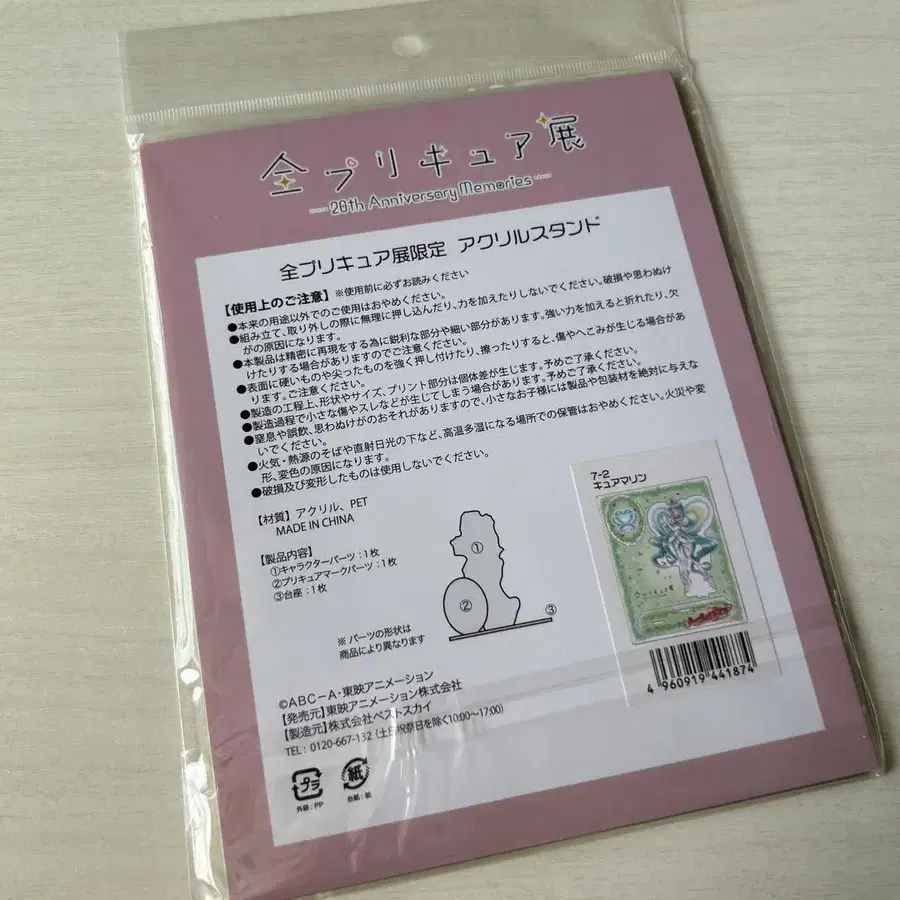 全プリキュア展
20th Anniversary Memories
全プリキュア展限定 アクリルスタンド
【使用上のご注意】※使用前に必ずお読みください
●本来の用途以外でのご使用はおやめください。
●組み立て、取り外しの際に無理に押し込んだり、力を加えたりしないでください。破損や思わぬけ
がの原因になります。
●本製品は精密に再現をする為に鋭利な部分や細い部分があります。強い力を加えると折れたり、欠
けたりする場合がありますのでご注意ください。
●表面に硬いものや尖ったものを強く押し付けたり、擦ったりすると、傷やへこみが生じる場合があ
ります。ご注意ください。
●製造の工程上、形状やサイズ、プリント部分は個体差が生じます。予めご了承ください。
●製造過程で小さな傷やスレなどが生じてしまう場合があります。予めご了承ください。
●窒息や誤飲、思わぬけがのおそれがありますので、小さなお子様には製品や包装材を絶対に与えな
いでください。
●火気・熱源のそばや直射日光の下など、高温多湿になる場所での保管はおやめください。火災や変
形、変色の原因になります。
●破損及び変形したものは使用しないでください。
【材質】アクリル、PET
MADE IN CHINA
【製品内容】
①キャラクターパーツ：1枚
②プリキュアマークパーツ：1枚
③台座：1枚
①
②
③
※ パーツの形状は
商品により異なります
7-2
キュアマリン
全プリキュア展
4 960919 441874
©ABC－A・東映アニメーション
【発売元】東映アニメーション株式会社
【製造元】株式会社ベストスカイ
TEL：0120-667-132（土日祝祭日を除く10:00〜17:00）
プラ
外装：PP
紙
台紙：紙